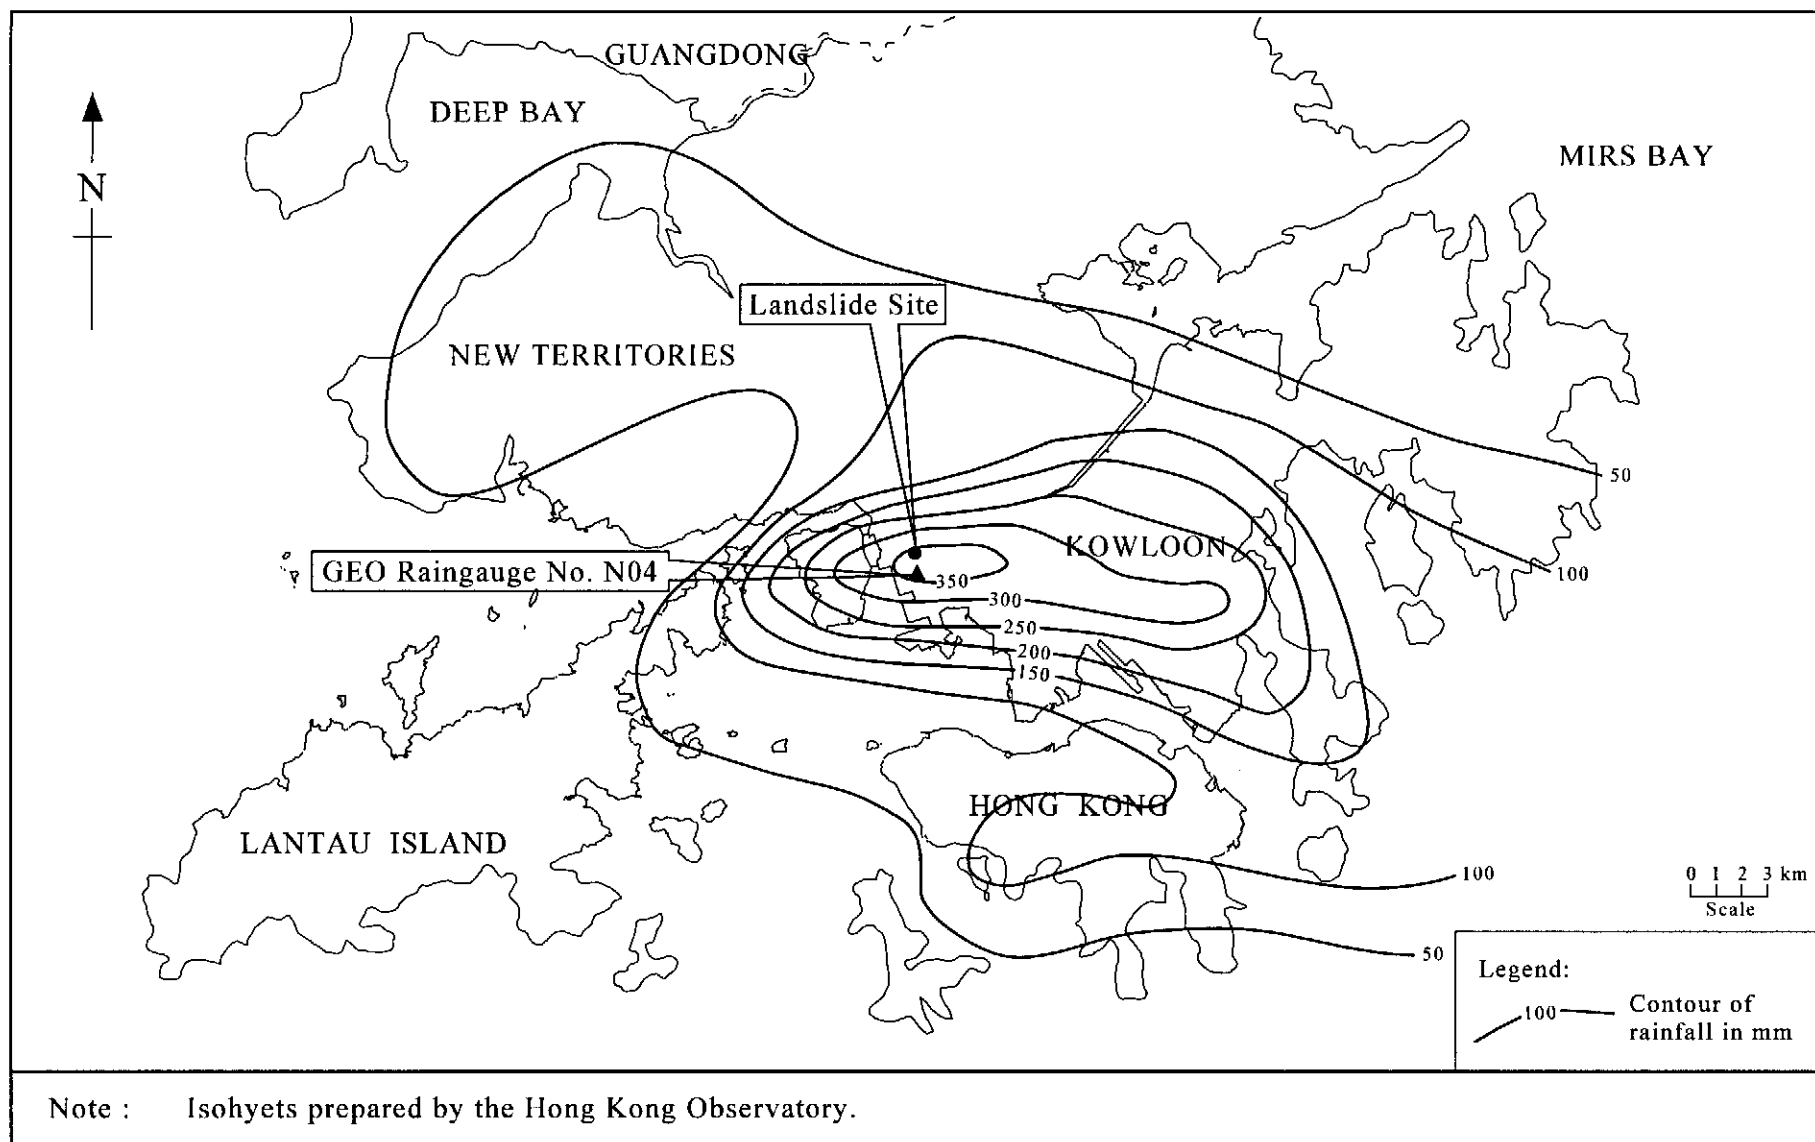 GUANGDONG
DEEP BAY
MIRS BAY
N
Landslide Site
NEW TERRITORIES
50
KOWLOON
GEO Raingauge No. N04
100
350
300
250
200
150
HONG KONG
LANTAU ISLAND
100
0 1 2 3 km
Scale
50
Legend:
100
Contour of
rainfall in mm
Note : Isohyets prepared by the Hong Kong Observatory.